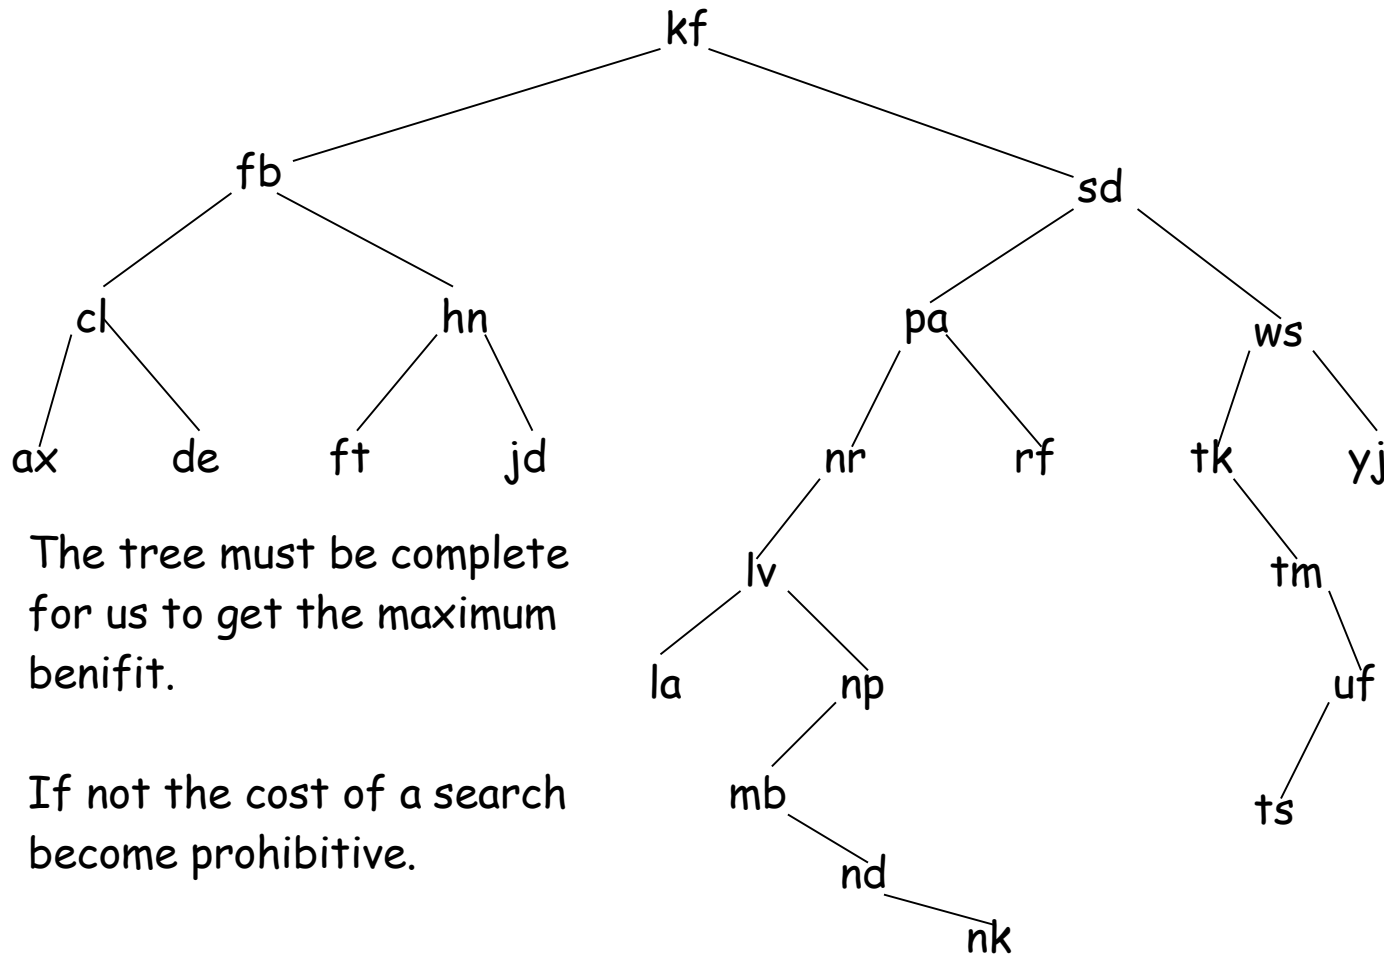 kf
fb
sd
cl
hn
pa
ws
ax
de
ft
jd
nr
rf
tk
yj
The tree must be complete
for us to get the maximum
benifit.
lv
tm
la
np
uf
If not the cost of a search
become prohibitive.
mb
ts
nd
nk